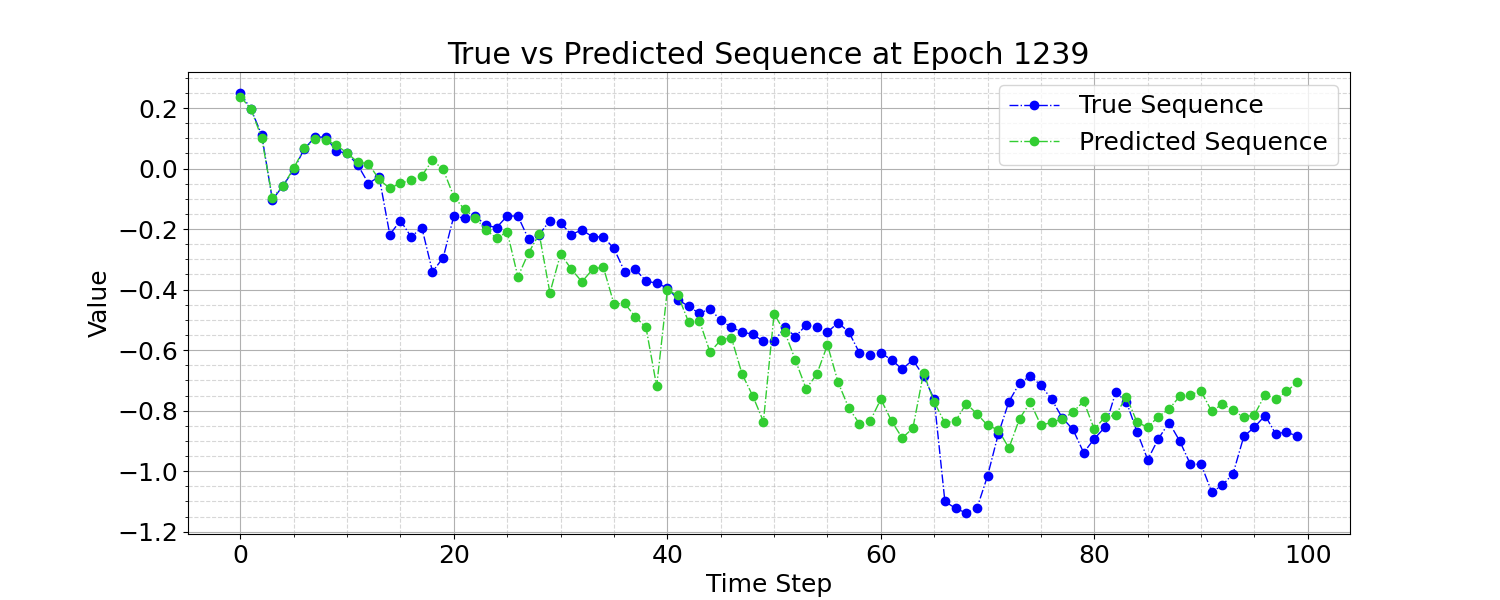 True vs Predicted Sequence at Epoch 1239
True Sequence
Predicted Sequence
Value
0.2
0.0
−0.2
−0.4
−0.6
−0.8
−1.0
−1.2
0 20 40 60 80 100
Time Step